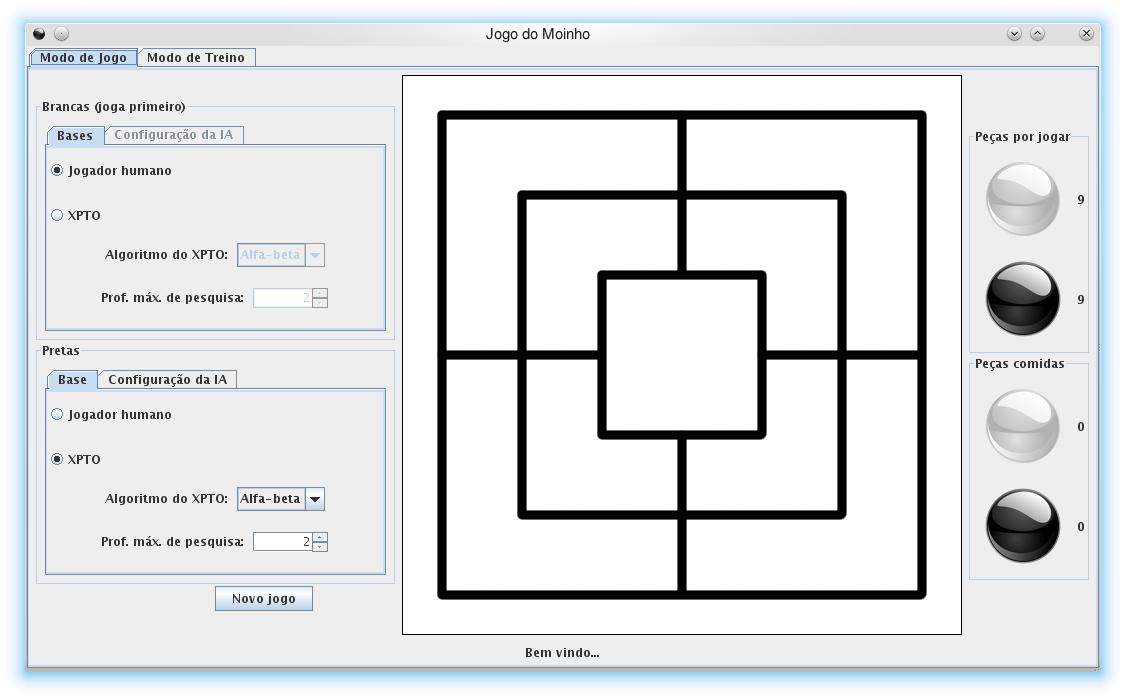 Jogo do Moinho
Modo de Jogo
Modo de Treino
Brancas (joga primeiro)
Bases
Configuração da IA
Jogador humano
XPTO
Algoritmo do XPTO: Alfa-beta
Prof. máx. de pesquisa: 2
Pretas
Base
Configuração da IA
Jogador humano
XPTO
Algoritmo do XPTO: Alfa-beta
Prof. máx. de pesquisa: 2
Novo jogo
Peças por jogar
9
9
Peças comidas
0
0
Bem vindo...